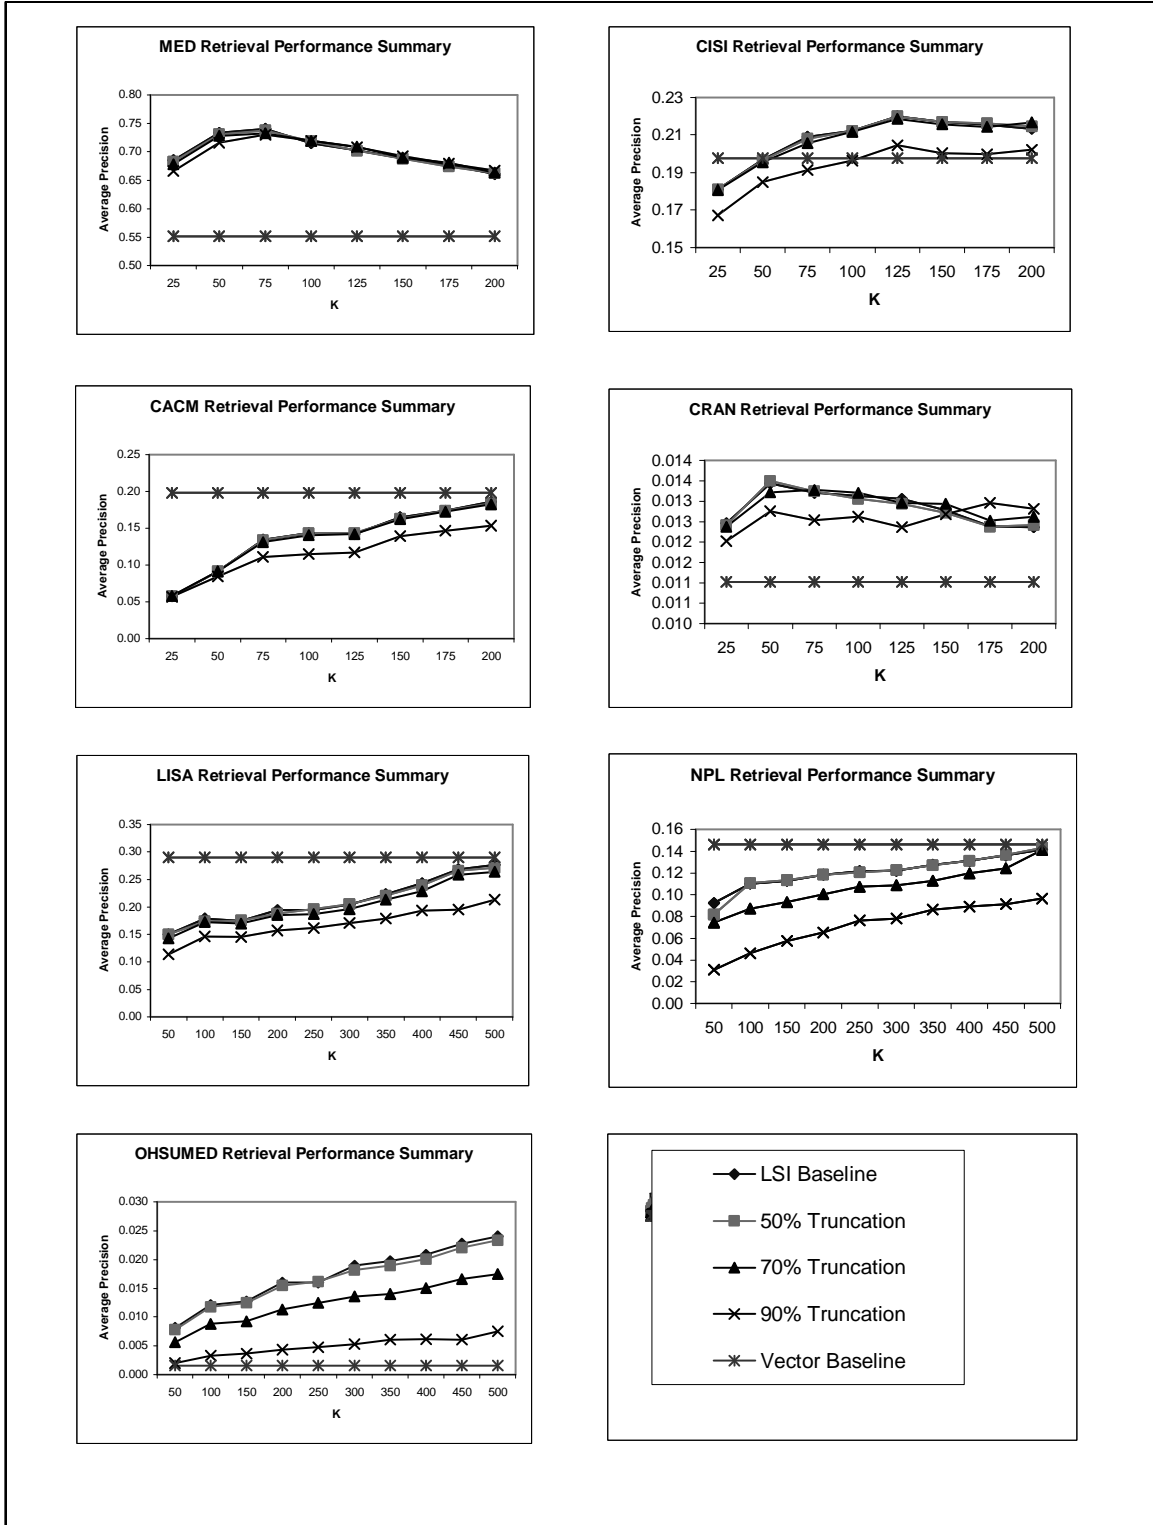 MED Retrieval Performance Summary
0.80
0.75
0.70
0.65
0.60
0.55
0.50
Average Precision
25 50 75 100 125 150 175 200
K
CISI Retrieval Performance Summary
0.23
0.21
0.19
0.17
0.15
Average Precision
25 50 75 100 125 150 175 200
K
CACM Retrieval Performance Summary
0.25
0.20
0.15
0.10
0.05
0.00
Average Precision
25 50 75 100 125 150 175 200
K
CRAN Retrieval Performance Summary
0.014
0.014
0.013
0.013
0.012
0.012
0.011
0.011
0.010
Average Precision
25 50 75 100 125 150 175 200
K
LISA Retrieval Performance Summary
0.35
0.30
0.25
0.20
0.15
0.10
0.05
0.00
Average Precision
50 100 150 200 250 300 350 400 450 500
K
NPL Retrieval Performance Summary
0.16
0.14
0.12
0.10
0.08
0.06
0.04
0.02
0.00
Average Precision
50 100 150 200 250 300 350 400 450 500
K
OHSUMED Retrieval Performance Summary
0.030
0.025
0.020
0.015
0.010
0.005
0.000
Average Precision
50 100 150 200 250 300 350 400 450 500
K
LSI Baseline
50% Truncation
70% Truncation
90% Truncation
Vector Baseline